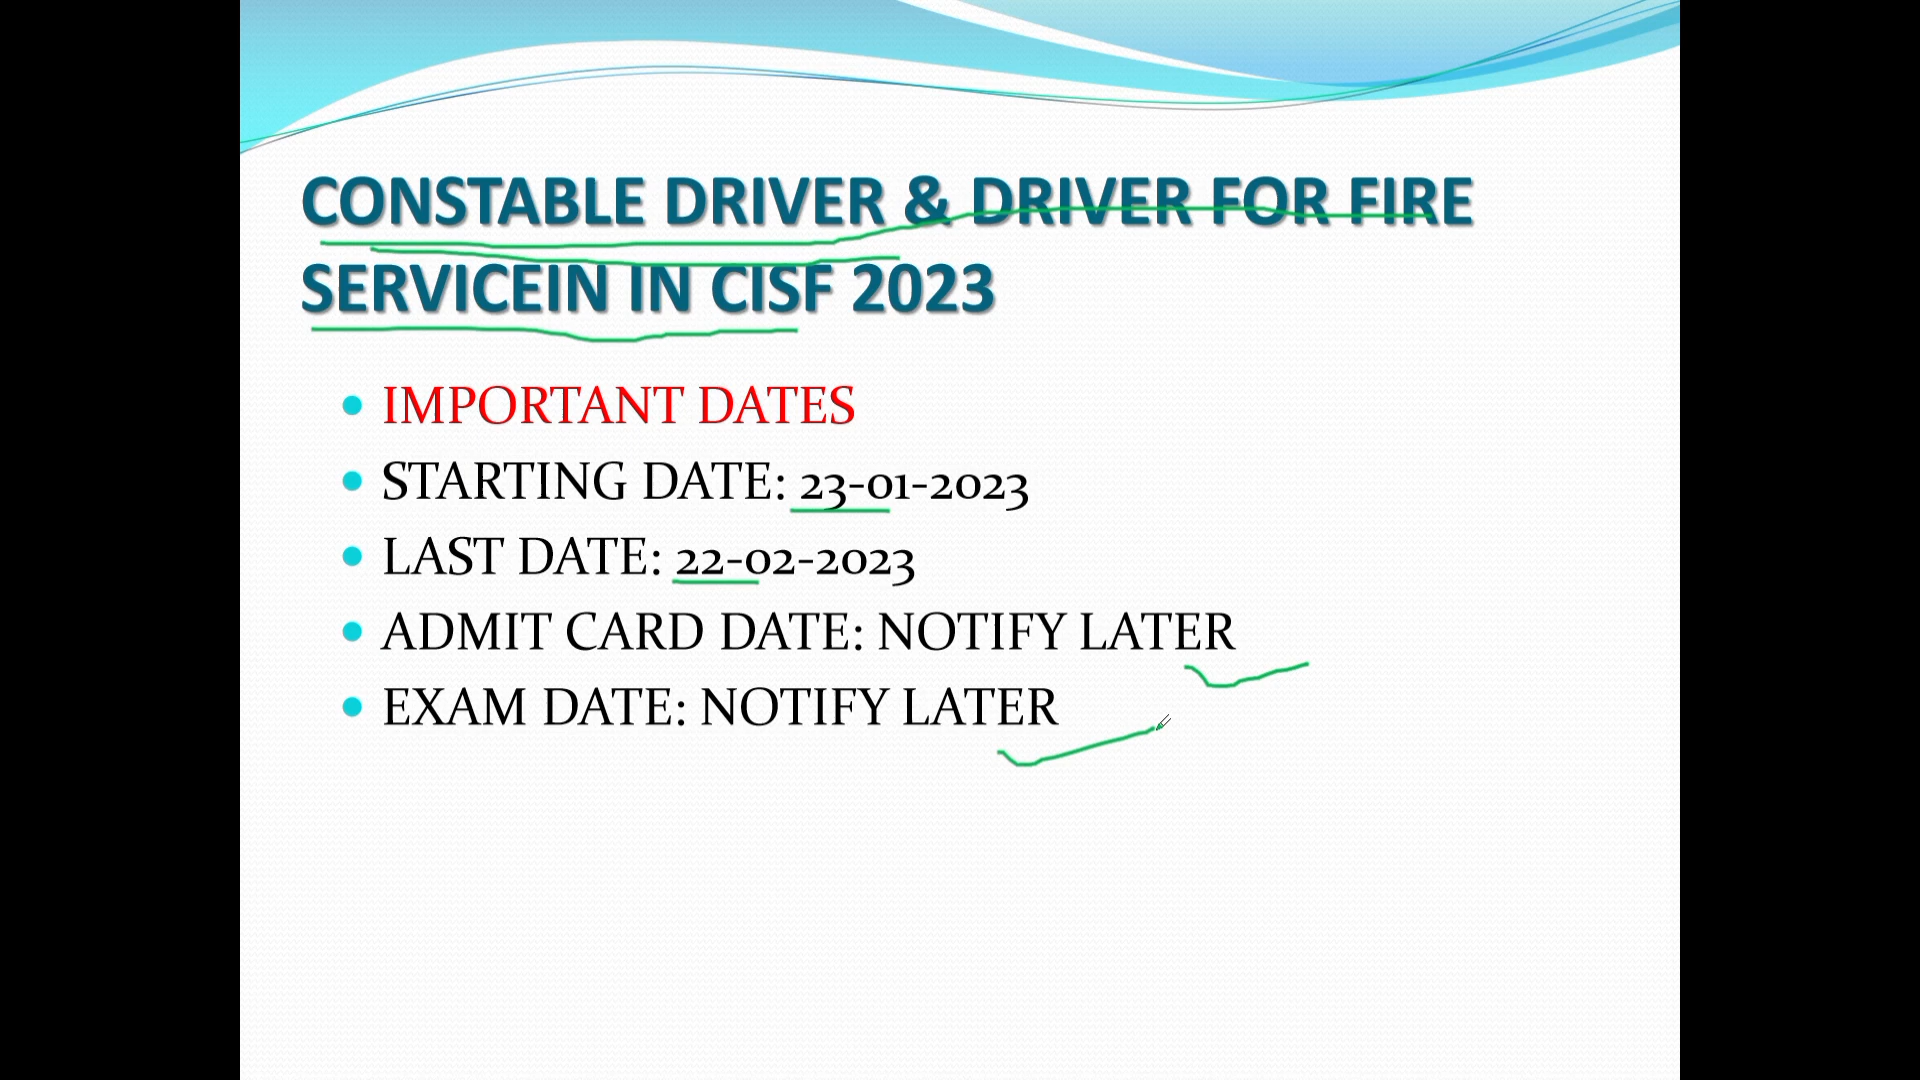 CONSTABLE DRIVER & DRIVER FOR FIRE
SERVICEIN IN CISF 2023
IMPORTANT DATES
STARTING DATE: 23-01-2023
LAST DATE: 22-02-2023
ADMIT CARD DATE: NOTIFY LATER
EXAM DATE: NOTIFY LATER